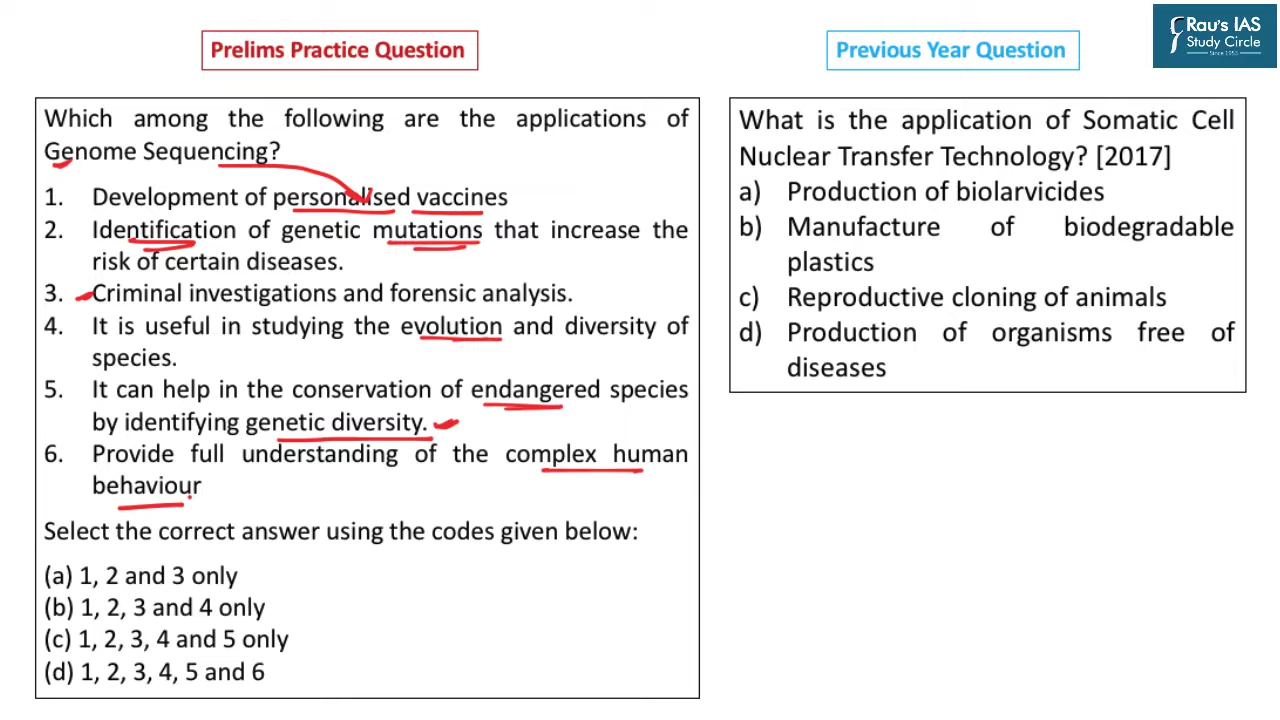 Prelims Practice Question
Which among the following are the applications of
Genome Sequencing?
1. Development of personalised vaccines
2. Identification of genetic mutations that increase the
risk of certain diseases.
3. Criminal investigations and forensic analysis.
4. It is useful in studying the evolution and diversity of
species.
5. It can help in the conservation of endangered species
by identifying genetic diversity.
6. Provide full understanding of the complex human
behaviour
Select the correct answer using the codes given below:
(a) 1, 2 and 3 only
(b) 1, 2, 3 and 4 only
(c) 1, 2, 3, 4 and 5 only
(d) 1, 2, 3, 4, 5 and 6
Previous Year Question
What is the application of Somatic Cell
Nuclear Transfer Technology? [2017]
a) Production of biolarvicides
b) Manufacture of biodegradable
plastics
c) Reproductive cloning of animals
d) Production of organisms free of
diseases
Rau's IAS
Study Circle
Since 1953